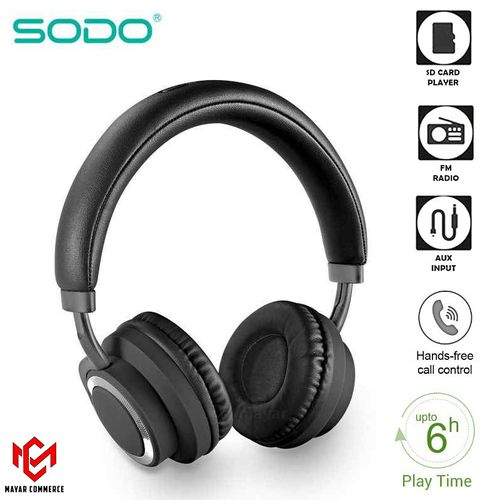 SODO®
SD CARD
PLAYER
FM
RADIO
AUX
INPUT
Hands-free
call control
upto
6h
Play Time
MAYAR COMMERCE